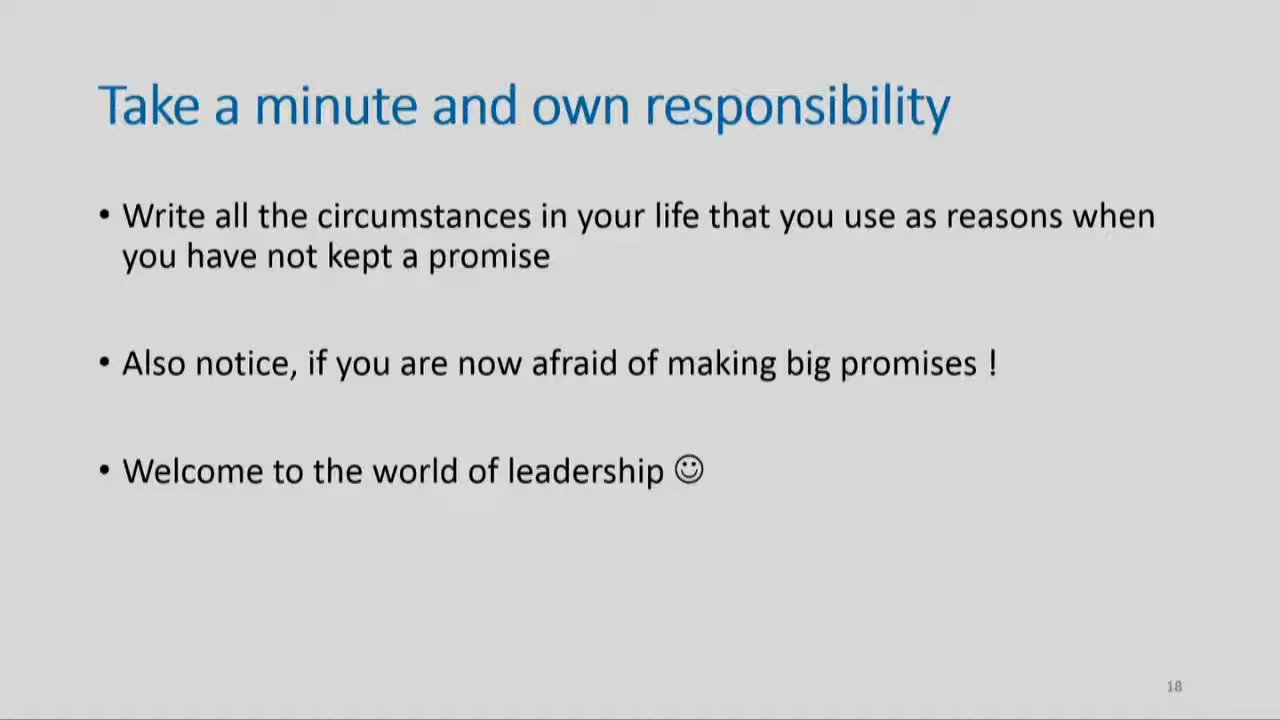 Take a minute and own responsibility
• Write all the circumstances in your life that you use as reasons when
you have not kept a promise
• Also notice, if you are now afraid of making big promises !
• Welcome to the world of leadership ☺
18